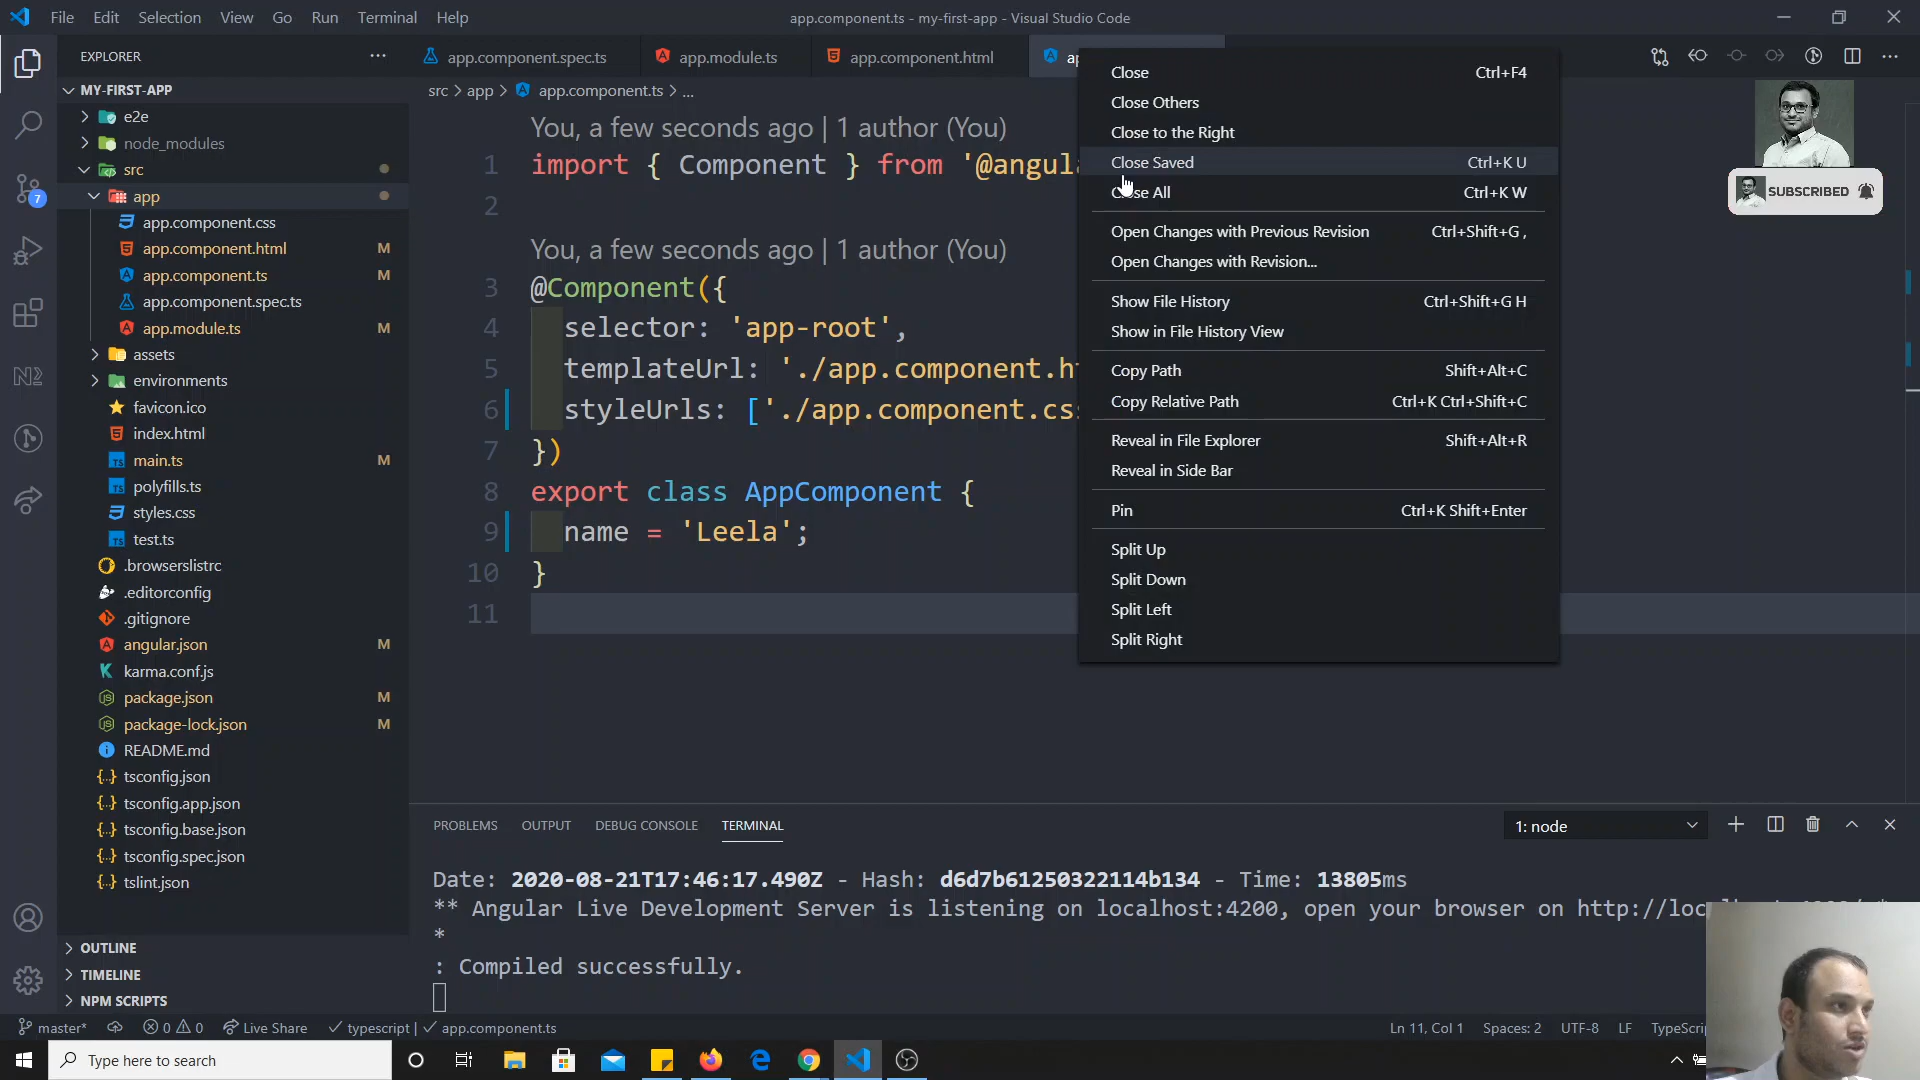 File Edit Selection View Go Run Terminal Help
app.component.ts - my-first-app - Visual Studio Code
EXPLORER
MY-FIRST-APP
e2e
node_modules
src
app
app.component.css
app.component.html M
app.component.ts M
app.component.spec.ts
app.module.ts M
assets
environments
favicon.ico
index.html
main.ts M
polyfills.ts
styles.css
test.ts
.browserslistrc
.editorconfig
.gitignore
angular.json M
karma.conf.js
package.json M
package-lock.json M
README.md
tsconfig.json
tsconfig.app.json
tsconfig.base.json
tsconfig.spec.json
tslint.json
OUTLINE
TIMELINE
NPM SCRIPTS
7
app.component.spec.ts
app.module.ts
app.component.html
src > app > app.component.ts > ...
You, a few seconds ago | 1 author (You)
1 import { Component } from '@angul
2
You, a few seconds ago | 1 author (You)
3 @Component({
4 selector: 'app-root',
5 templateUrl: './app.component.h
6 styleUrls: ['./app.component.cs
7 })
8 export class AppComponent {
9 name = 'Leela';
10 }
11
Close Ctrl+F4
Close Others
Close to the Right
Close Saved Ctrl+K U
Close All Ctrl+K W
Open Changes with Previous Revision Ctrl+Shift+G ,
Open Changes with Revision...
Show File History Ctrl+Shift+G H
Show in File History View
Copy Path Shift+Alt+C
Copy Relative Path Ctrl+K Ctrl+Shift+C
Reveal in File Explorer Shift+Alt+R
Reveal in Side Bar
Pin Ctrl+K Shift+Enter
Split Up
Split Down
Split Left
Split Right
SUBSCRIBED
PROBLEMS OUTPUT DEBUG CONSOLE TERMINAL
1: node
Date: 2020-08-21T17:46:17.490Z - Hash: d6d7b61250322114b134 - Time: 13805ms
** Angular Live Development Server is listening on localhost:4200, open your browser on http://loc
*
: Compiled successfully.
master* 0 0 Live Share typescript | app.component.ts
Ln 11, Col 1 Spaces: 2 UTF-8 LF TypeScri
Type here to search